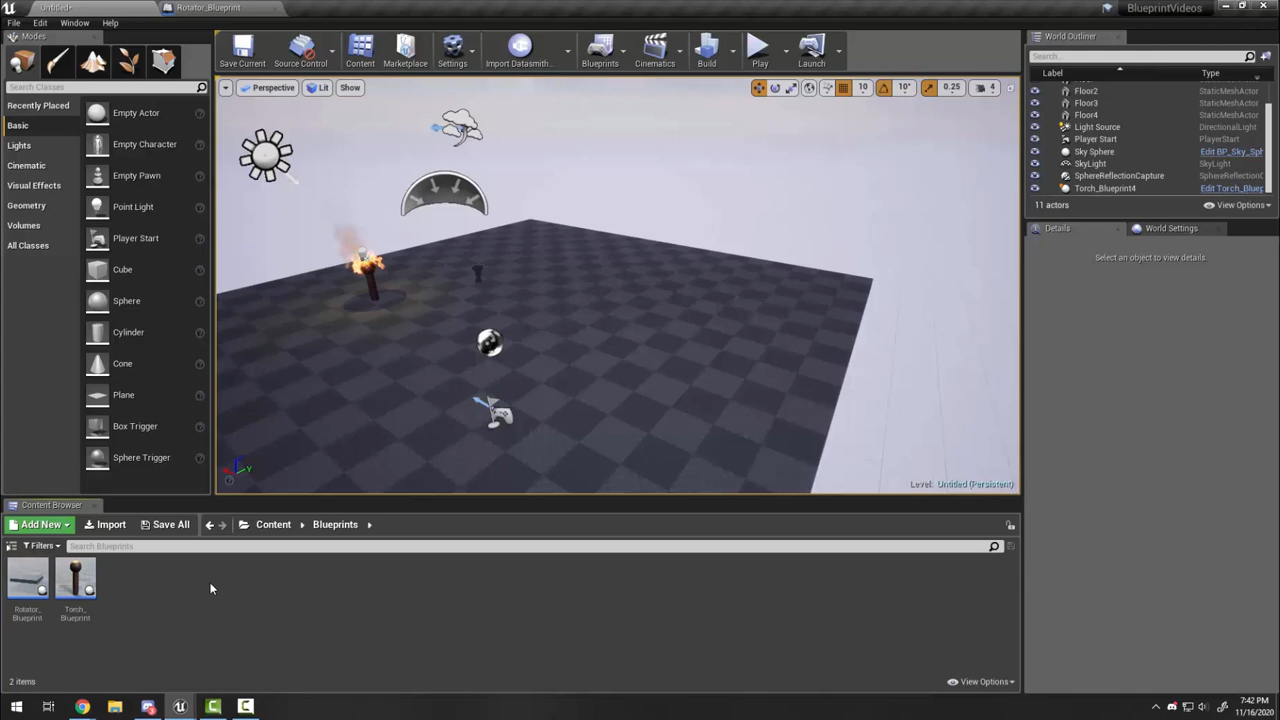 Untitled*
Rotator_Blueprint
BlueprintVideos
File Edit Window Help
Modes
Search Classes
Recently Placed
Basic
Lights
Cinematic
Visual Effects
Geometry
Volumes
All Classes
Empty Actor
Empty Character
Empty Pawn
Point Light
Player Start
Cube
Sphere
Cylinder
Cone
Plane
Box Trigger
Sphere Trigger
Save Current
Source Control
Content
Marketplace
Settings
Import Datasmith...
Blueprints
Cinematics
Build
Play
Launch
Perspective Lit Show
10 10° 0.25 4
Level: Untitled (Persistent)
World Outliner
Search...
Label Type
Floor2 StaticMeshActor
Floor3 StaticMeshActor
Floor4 StaticMeshActor
Light Source DirectionalLight
Player Start PlayerStart
Sky Sphere Edit BP_Sky_Sph
SkyLight SkyLight
SphereReflectionCapture SphereReflectionC
Torch_Blueprint4 Edit Torch_Bluep
11 actors View Options
Details World Settings
Select an object to view details.
Content Browser
Add New Import Save All Content Blueprints
Filters Search Blueprints
Rotator_
Blueprint
Torch_
Blueprint
2 items View Options
7:42 PM
11/16/2020